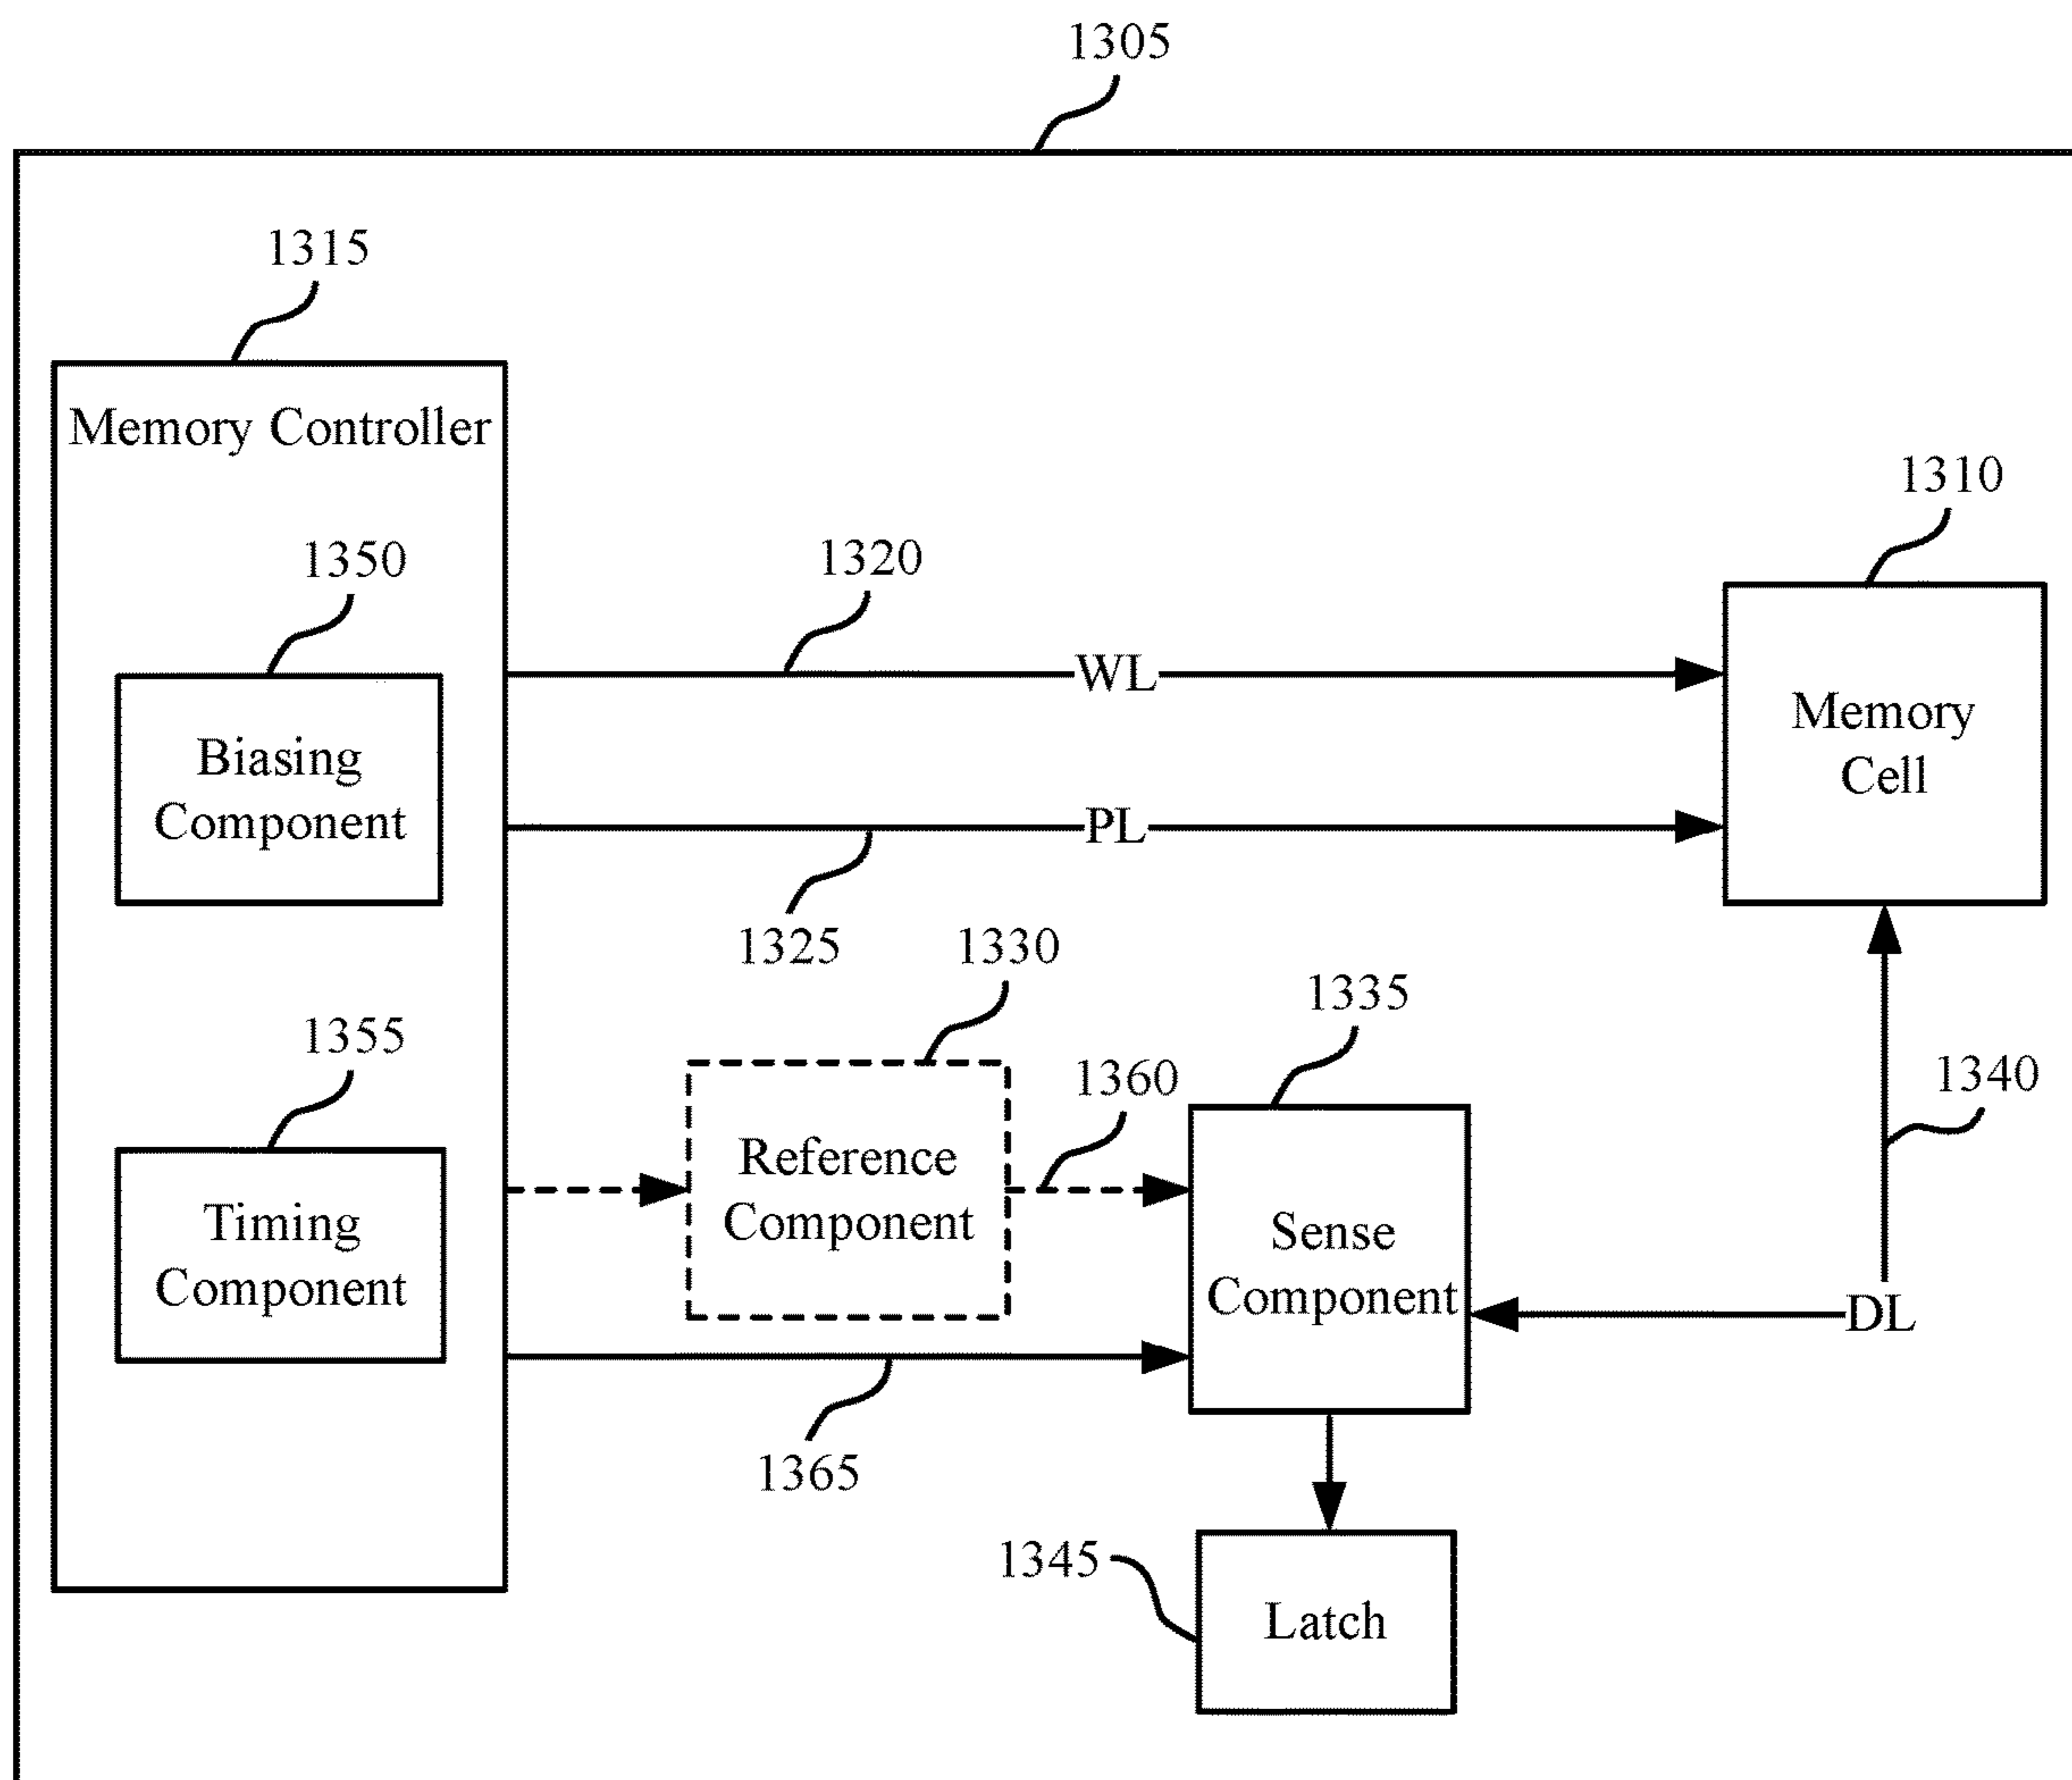 1305
1315
Memory Controller
1310
1350
1320
WL
Memory
Cell
Biasing
Component
PL
1325
1330
1335
1355
1360
1340
Reference
Component
Timing
Component
Sense
Component
DL
1365
1345
Latch